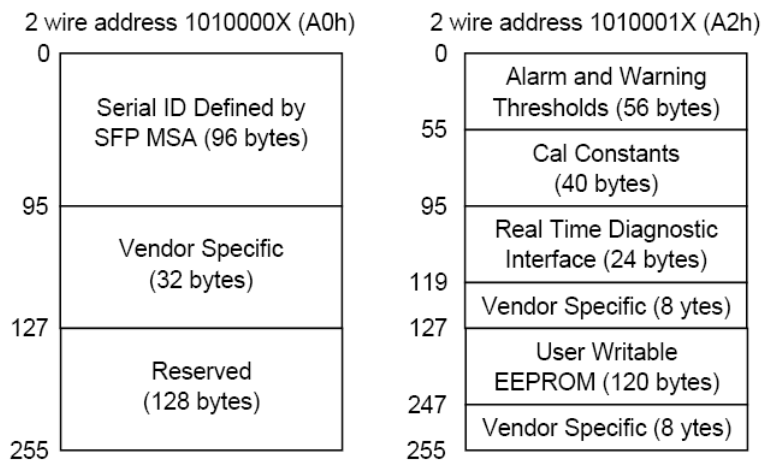 2 wire address 1010000X (A0h)
0
Serial ID Defined by
SFP MSA (96 bytes)
95
Vendor Specific
(32 bytes)
127
Reserved
(128 bytes)
255
2 wire address 1010001X (A2h)
0
Alarm and Warning
Thresholds (56 bytes)
55
Cal Constants
(40 bytes)
95
Real Time Diagnostic
Interface (24 bytes)
119
Vendor Specific (8 ytes)
127
User Writable
EEPROM (120 bytes)
247
Vendor Specific (8 ytes)
255